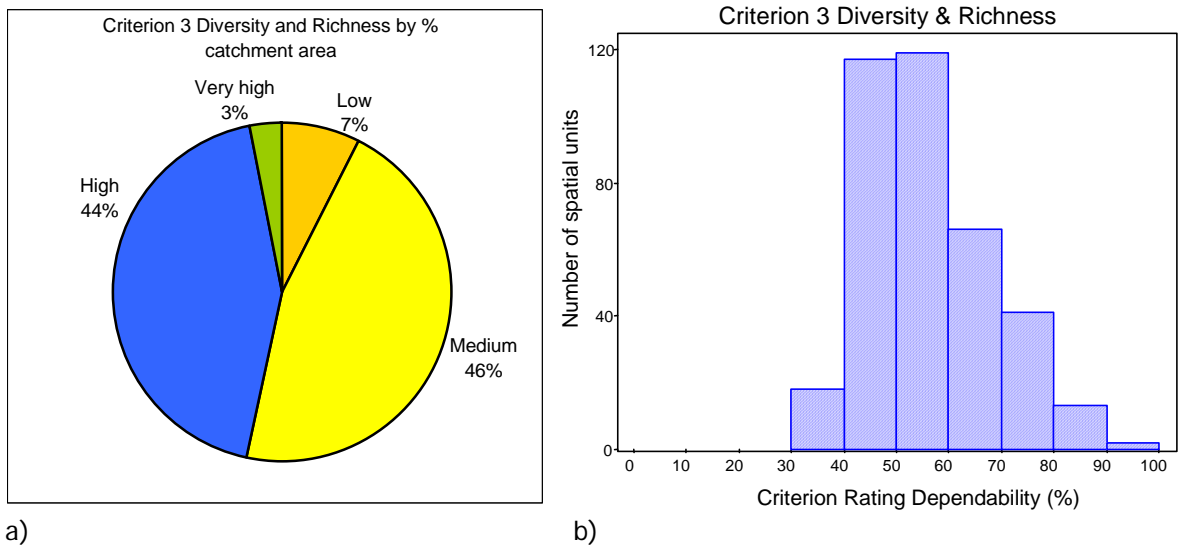 Criterion 3 Diversity and Richness by %
catchment area
Very high
3%
Low
7%
High
44%
Medium
46%
a)
Criterion 3 Diversity & Richness
120
80
40
0
Number of spatial units
0 10 20 30 40 50 60 70 80 90 100
Criterion Rating Dependability (%)
b)